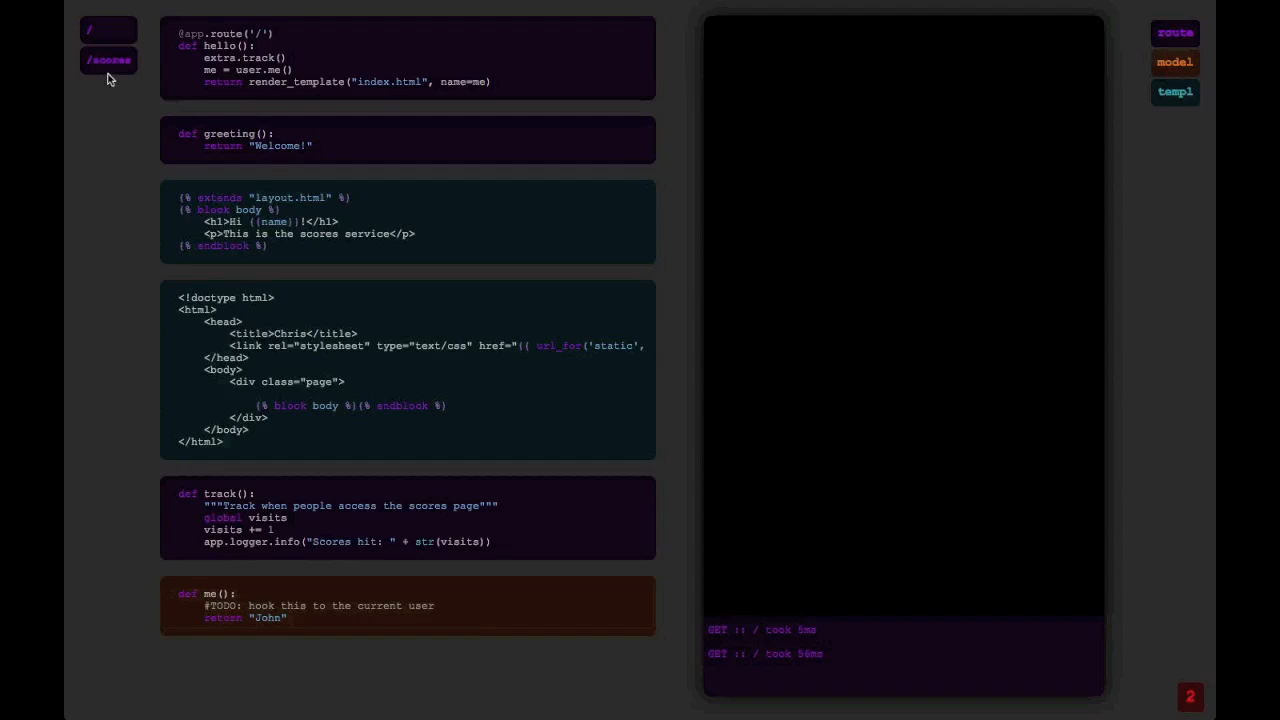 /
/scores
@app.route('/')
def hello():
    extra.track()
    me = user.me()
    return render_template("index.html", name=me)
def greeting():
    return "Welcome!"
{% extends "layout.html" %}
{% block body %}
    <h1>Hi {{name}}!</h1>
    <p>This is the scores service</p>
{% endblock %}
<!doctype html>
<html>
    <head>
        <title>Chris</title>
        <link rel="stylesheet" type="text/css" href="{{ url_for('static',
    </head>
    <body>
        <div class="page">
            {% block body %}{% endblock %}
        </div>
    </body>
</html>
def track():
    """Track when people access the scores page"""
    global visits
    visits += 1
    app.logger.info("Scores hit: " + str(visits))
def me():
    #TODO: hook this to the current user
    return "John"
GET :: / took 5ms
GET :: / took 56ms
route
model
templ
2